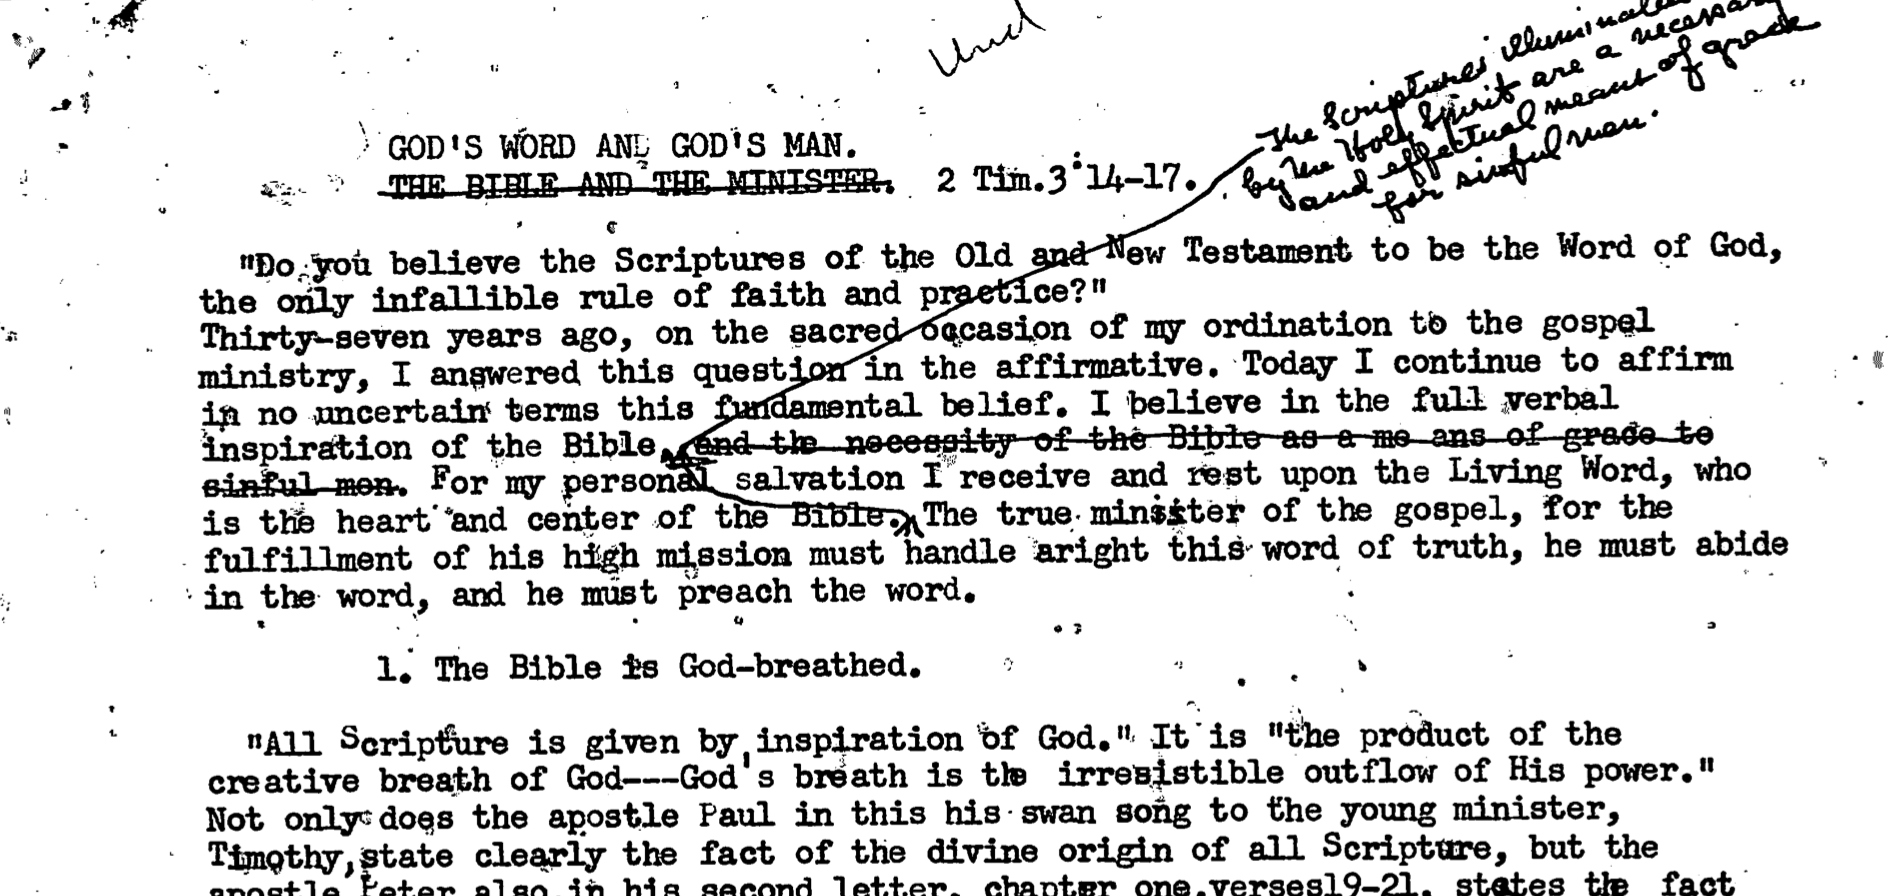 The Scriptures illuminated
by the Holy Spirit are a necessary
and effectual meant of grace
for sinful man.
GOD'S WORD AND GOD'S MAN.
THE BIBLE AND THE MINISTER. 2 Tim.3:14-17.
"Do you believe the Scriptures of the Old and New Testament to be the Word of God,
the only infallible rule of faith and practice?"
Thirty-seven years ago, on the sacred occasion of my ordination to the gospel
ministry, I answered this question in the affirmative. Today I continue to affirm
in no uncertain terms this fundamental belief. I believe in the full verbal
inspiration of the Bible and the necessity of the Bible as a me ans of grade to
sinful men. For my personal salvation I receive and rest upon the Living Word, who
is the heart and center of the Bible. The true minsiter of the gospel, for the
fulfillment of his high mission must handle aright this word of truth, he must abide
in the word, and he must preach the word.
1. The Bible is God-breathed.
"All Scripture is given by inspiration of God." It is "the product of the
creative breath of God---God's breath is the irresistible outflow of His power."
Not only does the apostle Paul in this his swan song to the young minister,
Timothy, state clearly the fact of the divine origin of all Scripture, but the
apostle Peter also in his second letter, chapter one,verses19-21, states the fact